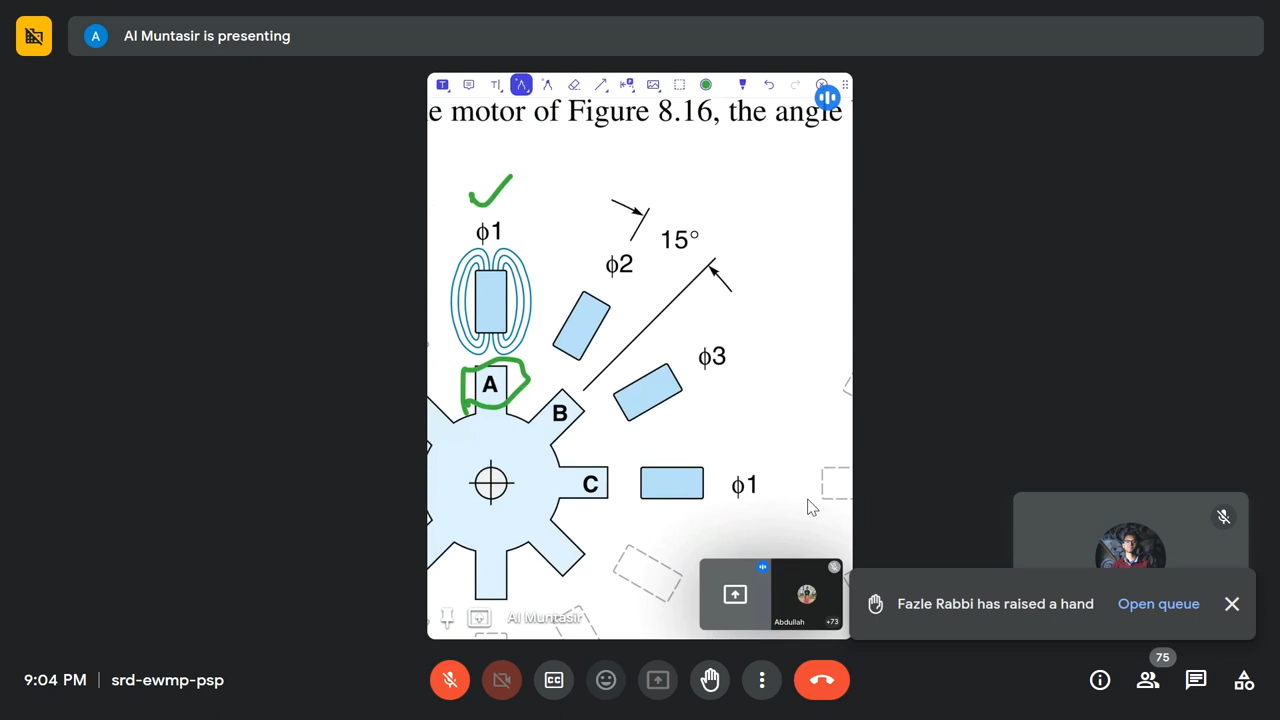 A Al Muntasir is presenting
e motor of Figure 8.16, the angle
ϕ1
15°
ϕ2
ϕ3
A
B
C
ϕ1
Al Muntasir
Abdullah +73
Fazle Rabbi has raised a hand Open queue
9:04 PM srd-ewmp-psp
CC
75